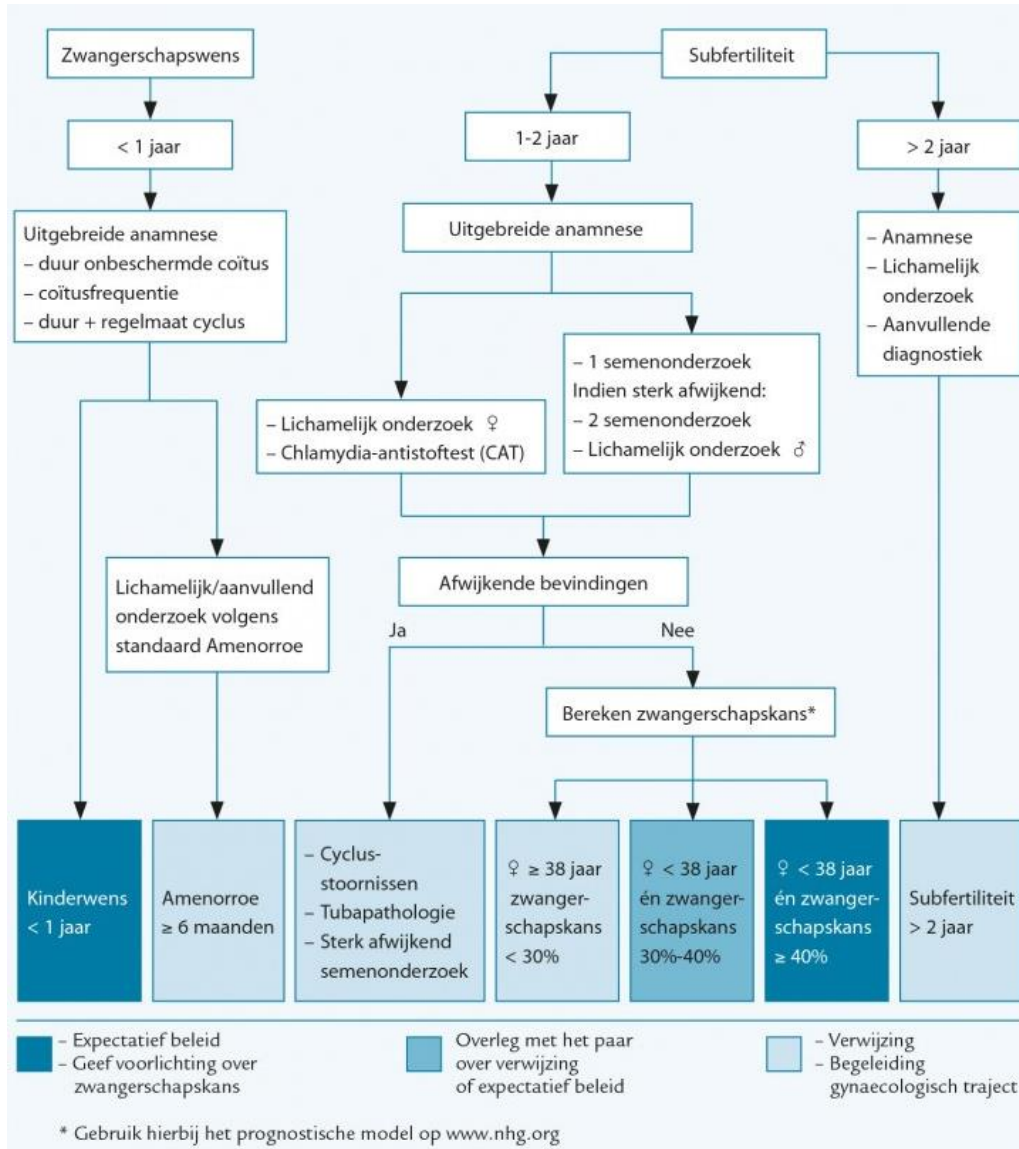 Zwangerschapswens
Subfertiliteit
< 1 jaar
1-2 jaar
> 2 jaar
Uitgebreide anamnese
– duur onbeschermde coïtus
– coïtusfrequentie
– duur + regelmaat cyclus
Uitgebreide anamnese
– Anamnese
– Lichamelijk
onderzoek
– Aanvullende
diagnostiek
– Lichamelijk onderzoek ♀
– Chlamydia-antistoftest (CAT)
– 1 semenonderzoek
Indien sterk afwijkend:
– 2 semenonderzoek
– Lichamelijk onderzoek ♂
Lichamelijk/aanvullend
onderzoek volgens
standaard Amenorroe
Afwijkende bevindingen
Ja
Nee
Bereken zwangerschapskans*
Kinderwens
< 1 jaar
Amenorroe
≥ 6 maanden
– Cyclus-
stoornissen
– Tubapathologie
– Sterk afwijkend
semenonderzoek
♀ ≥ 38 jaar
zwanger-
schapskans
< 30%
♀ < 38 jaar
én zwanger-
schapskans
30%-40%
♀ < 38 jaar
én zwanger-
schapskans
≥ 40%
Subfertiliteit
> 2 jaar
– Expectatief beleid
– Geef voorlichting over
zwangerschapskans
Overleg met het paar
over verwijzing
of expectatief beleid
– Verwijzing
– Begeleiding
gynaecologisch traject
* Gebruik hierbij het prognostische model op www.nhg.org